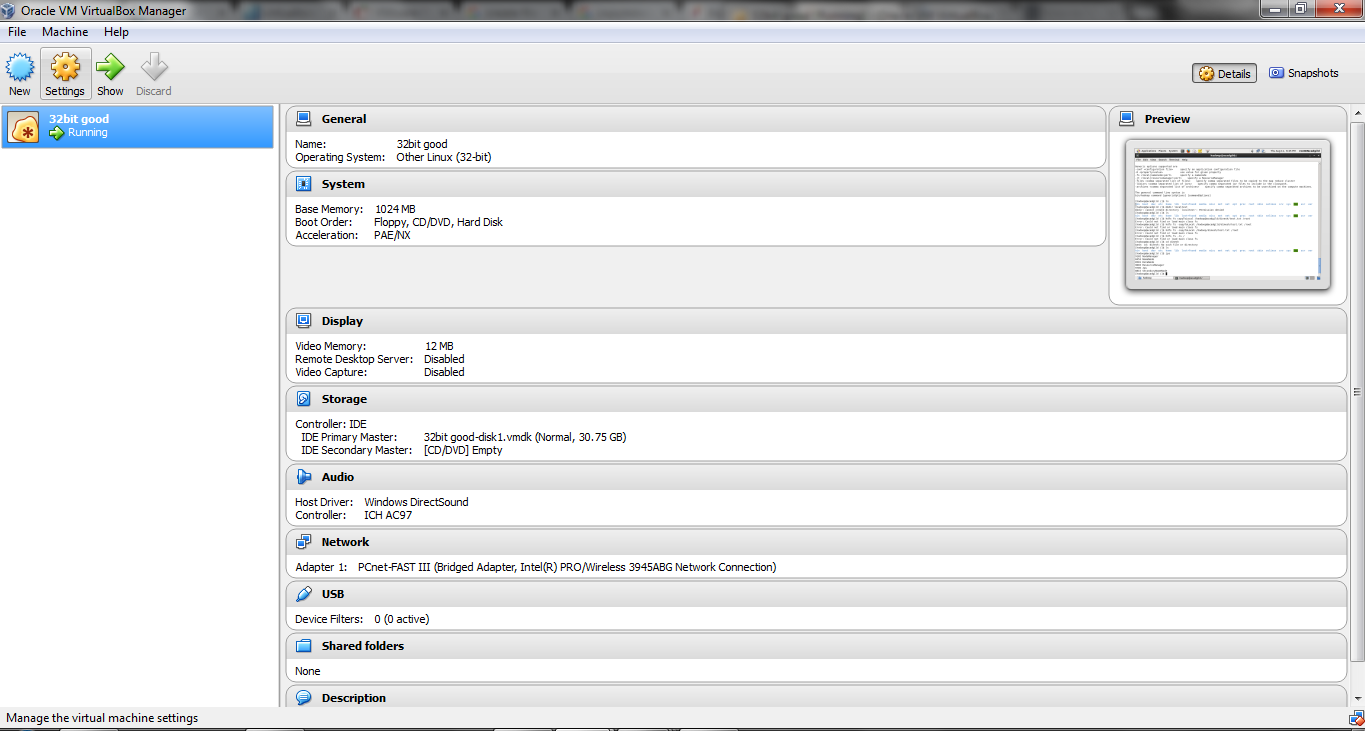 Oracle VM VirtualBox Manager
File Machine Help
New Settings Show Discard
Details Snapshots
32bit good
Running
General
Name: 32bit good
Operating System: Other Linux (32-bit)
System
Base Memory: 1024 MB
Boot Order: Floppy, CD/DVD, Hard Disk
Acceleration: PAE/NX
Preview
Display
Video Memory: 12 MB
Remote Desktop Server: Disabled
Video Capture: Disabled
Storage
Controller: IDE
IDE Primary Master: 32bit good-disk1.vmdk (Normal, 30.75 GB)
IDE Secondary Master: [CD/DVD] Empty
Audio
Host Driver: Windows DirectSound
Controller: ICH AC97
Network
Adapter 1: PCnet-FAST III (Bridged Adapter, Intel(R) PRO/Wireless 3945ABG Network Connection)
USB
Device Filters: 0 (0 active)
Shared folders
None
Description
Manage the virtual machine settings